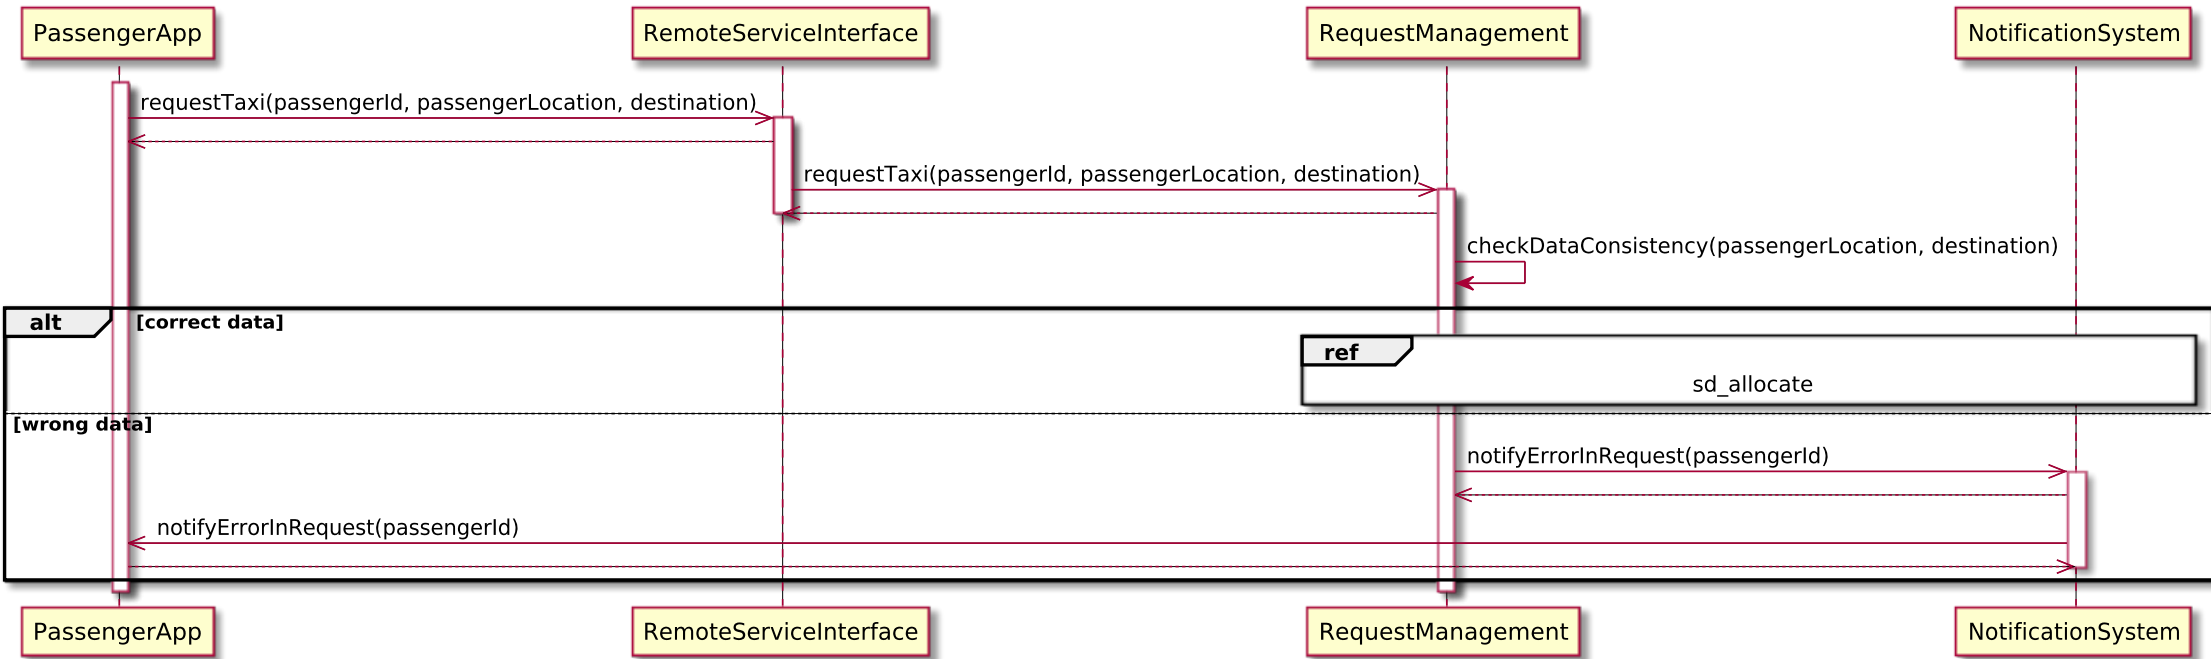 PassengerApp
RemoteServiceInterface
RequestManagement
NotificationSystem
requestTaxi(passengerId, passengerLocation, destination)
requestTaxi(passengerId, passengerLocation, destination)
checkDataConsistency(passengerLocation, destination)
alt
[correct data]
ref
sd_allocate
[wrong data]
notifyErrorInRequest(passengerId)
notifyErrorInRequest(passengerId)
PassengerApp
RemoteServiceInterface
RequestManagement
NotificationSystem